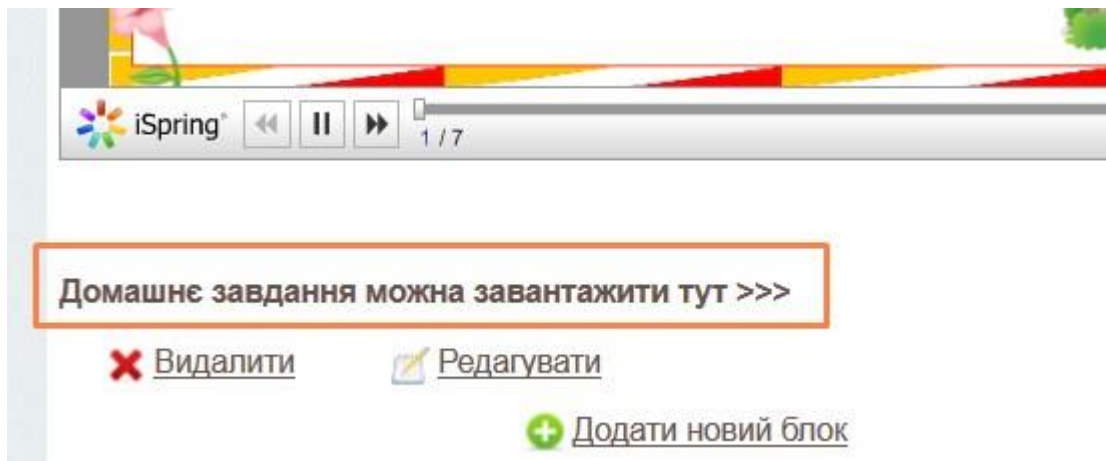 iSpring
1 / 7
Домашнє завдання можна завантажити тут >>>
Видалити Редагувати
Додати новий блок